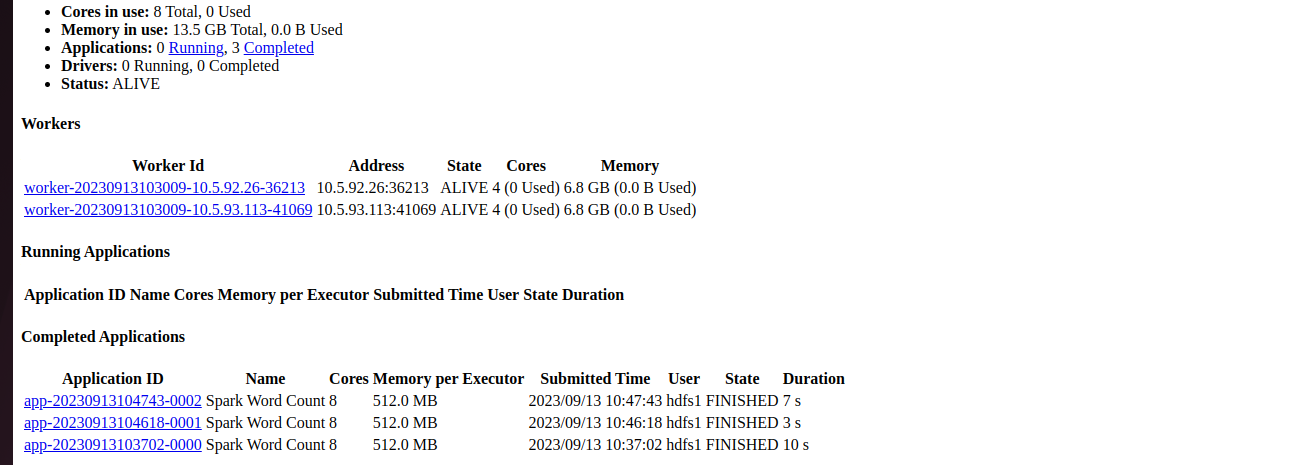 Cores in use: 8 Total, 0 Used
Memory in use: 13.5 GB Total, 0.0 B Used
Applications: 0 Running, 3 Completed
Drivers: 0 Running, 0 Completed
Status: ALIVE
Workers
Worker Id Address State Cores Memory
worker-20230913103009-10.5.92.26-36213 10.5.92.26:36213 ALIVE 4 (0 Used) 6.8 GB (0.0 B Used)
worker-20230913103009-10.5.93.113-41069 10.5.93.113:41069 ALIVE 4 (0 Used) 6.8 GB (0.0 B Used)
Running Applications
Application ID Name Cores Memory per Executor Submitted Time User State Duration
Completed Applications
Application ID Name Cores Memory per Executor Submitted Time User State Duration
app-20230913104743-0002 Spark Word Count 8 512.0 MB 2023/09/13 10:47:43 hdfs1 FINISHED 7 s
app-20230913104618-0001 Spark Word Count 8 512.0 MB 2023/09/13 10:46:18 hdfs1 FINISHED 3 s
app-20230913103702-0000 Spark Word Count 8 512.0 MB 2023/09/13 10:37:02 hdfs1 FINISHED 10 s